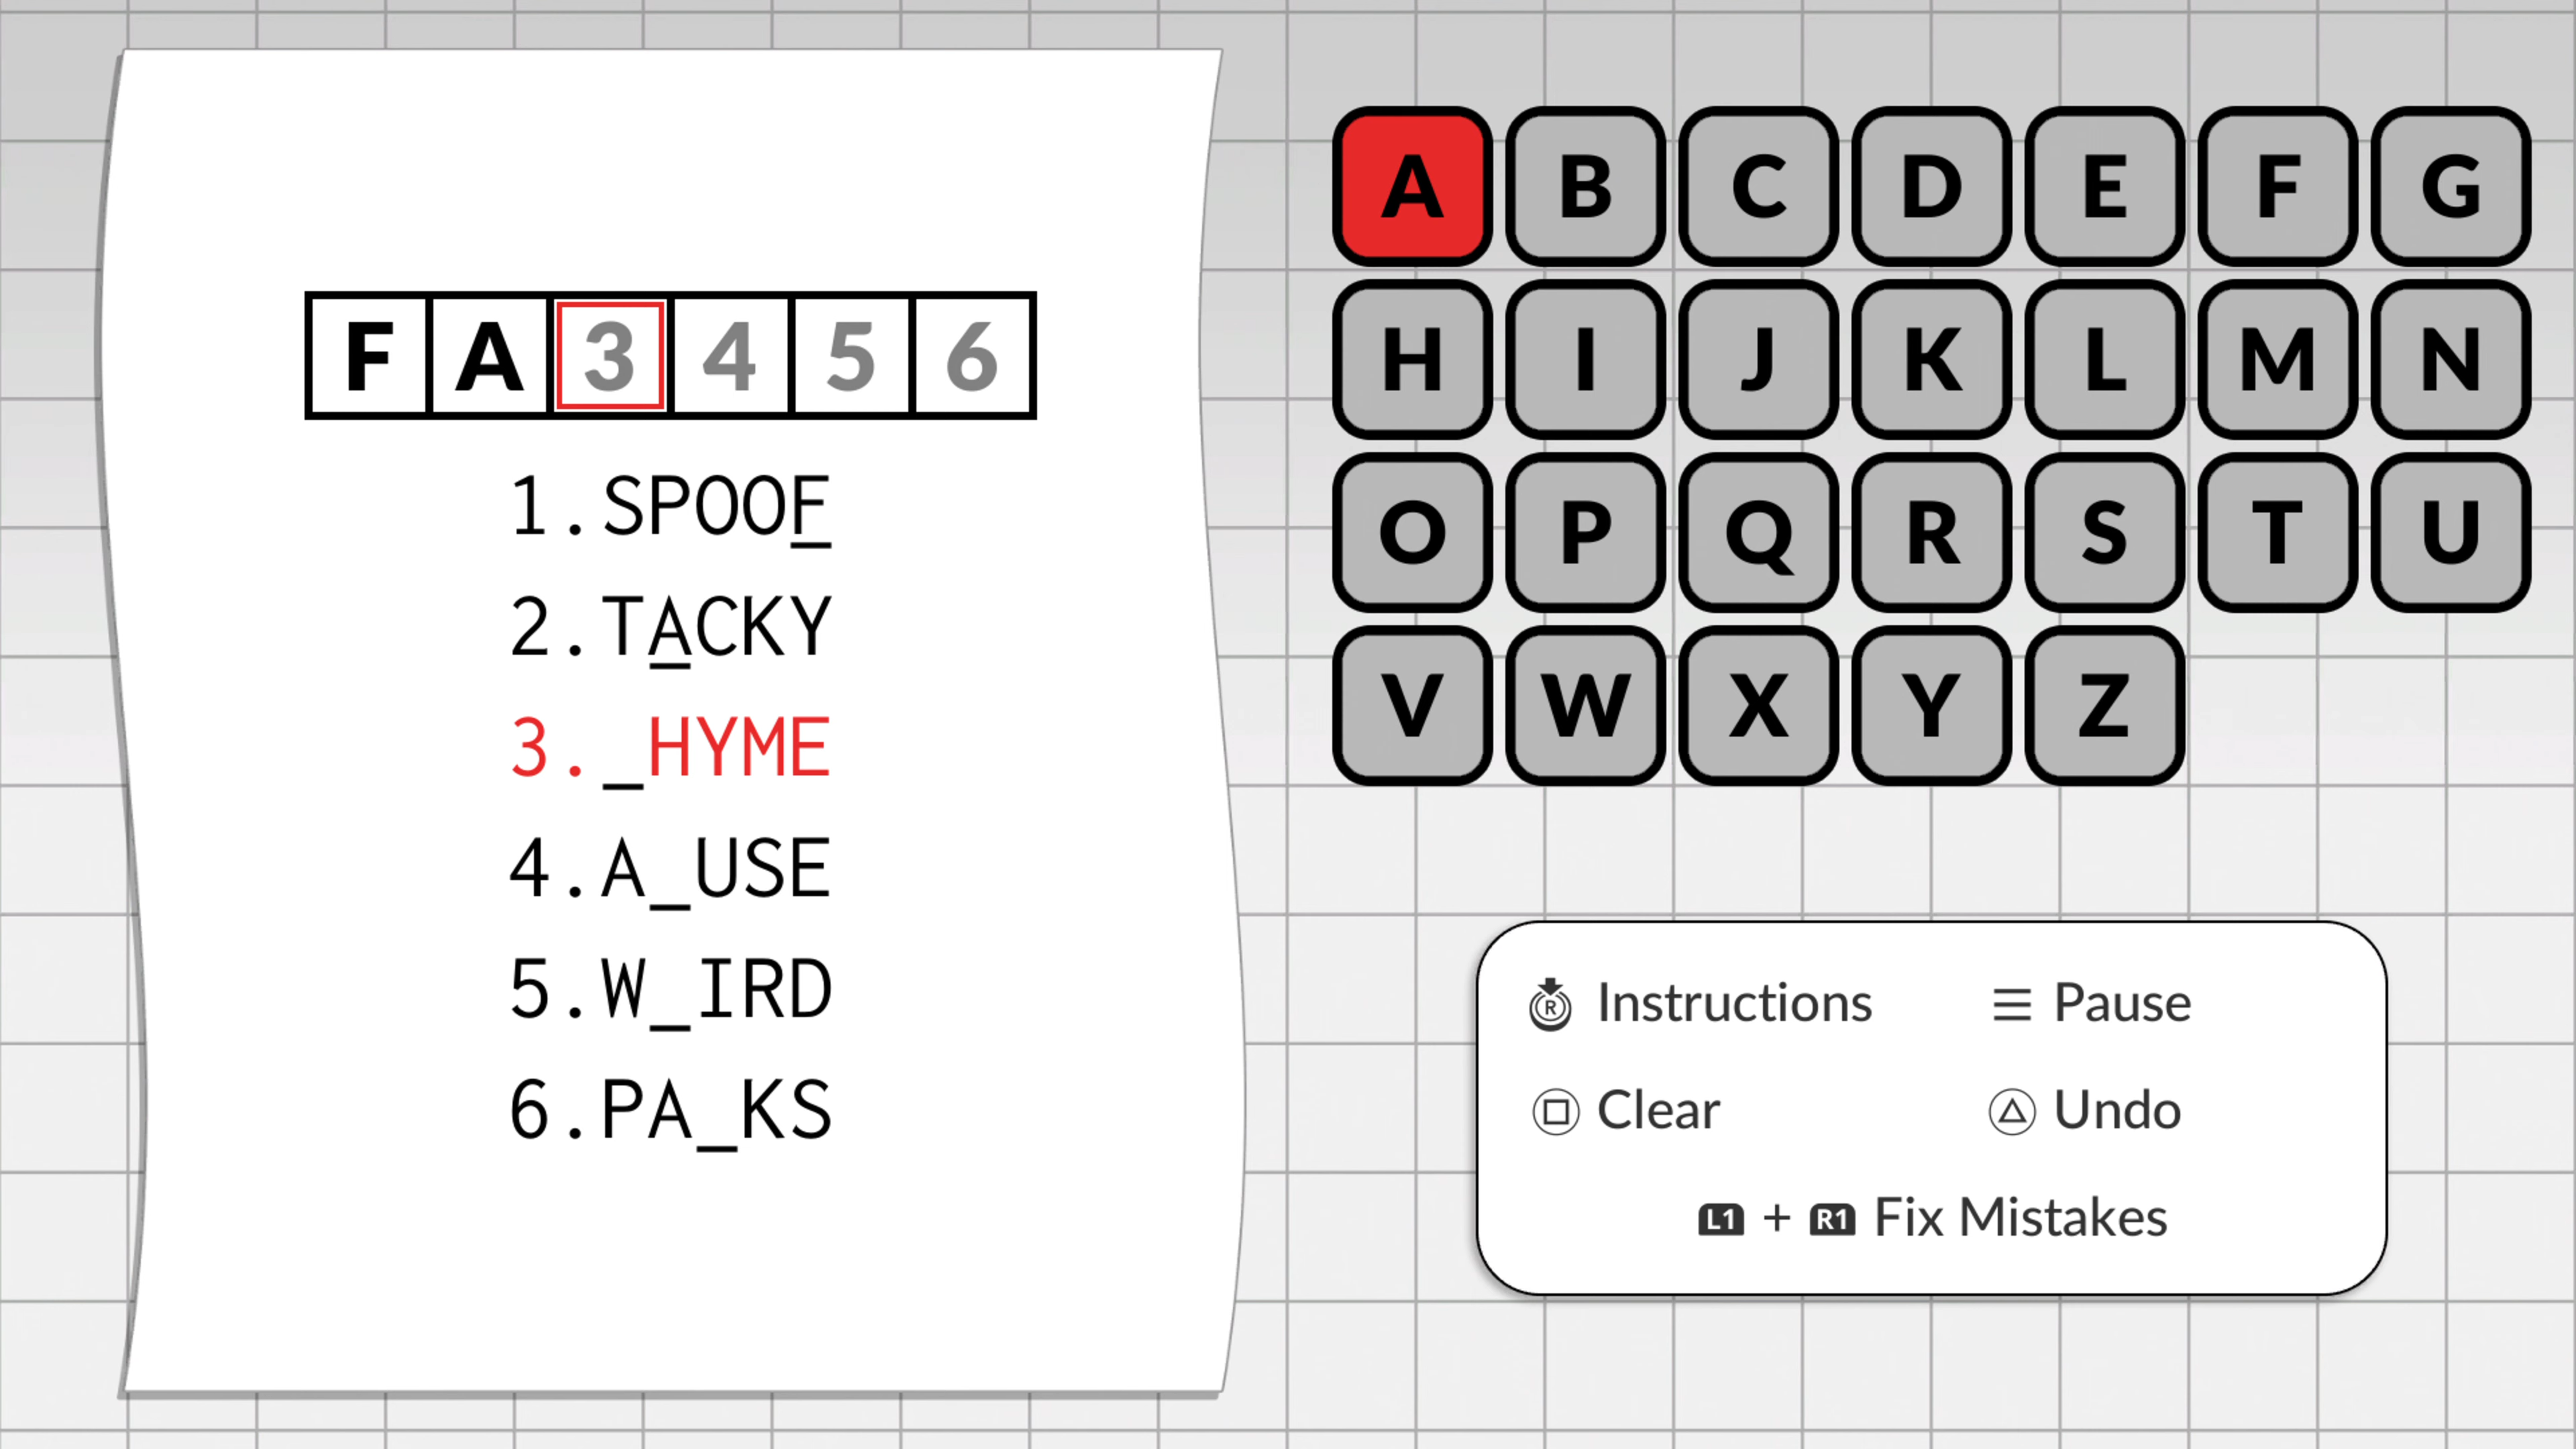 F A 3 4 5 6
1.SPOOF
2.TACKY
3._HYME
4.A_USE
5.W_IRD
6.PA_KS
A B C D E F G
H I J K L M N
O P Q R S T U
V W X Y Z
R Instructions Pause
Clear Undo
L1 + R1 Fix Mistakes